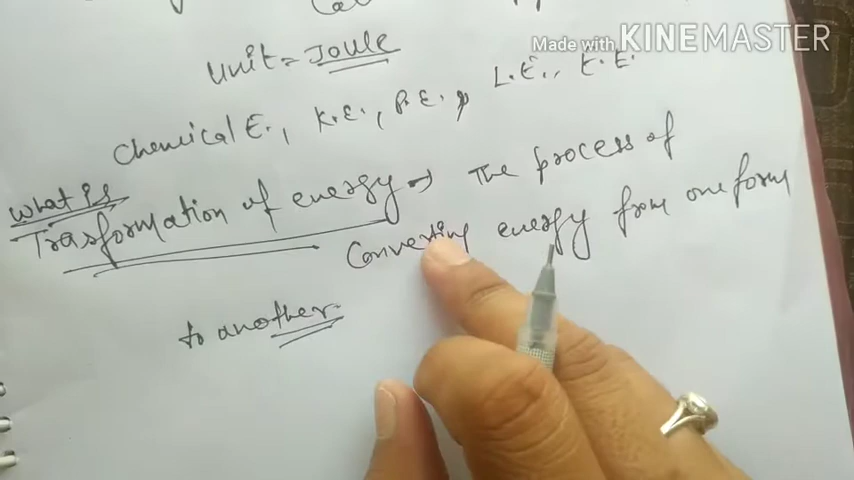 Made with KINEMASTER
Unit = Joule
Chemical E., K.E., P.E., L.E., E.E.
What is
Trasformation of energy → The process of
Converting energy from one form
to another.